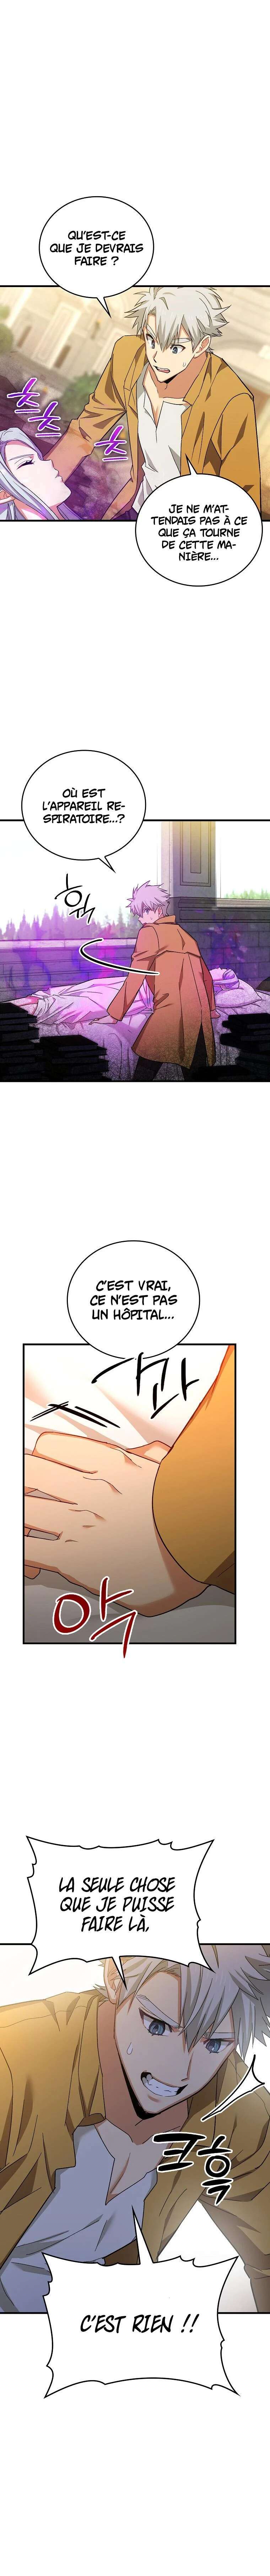 QU'EST-CE
QUE JE DEVRAIS
FAIRE ?
JE NE M'AT-
TENDAIS PAS À CE
QUE ÇA TOURNE
DE CETTE MA-
NIÈRE...
OÙ EST
L'APPAREIL RE-
SPIRATOIRE...?
C'EST VRAI,
CE N'EST PAS
UN HÔPITAL...
LA SEULE CHOSE
QUE JE PUISSE
FAIRE LÀ,
C'EST RIEN !!